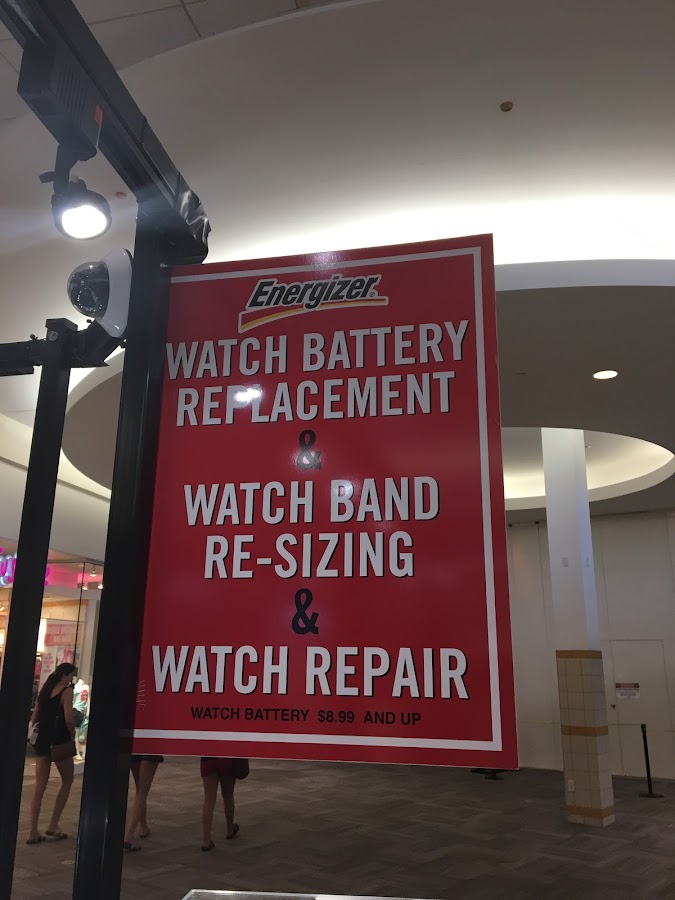 Energizer®
WATCH BATTERY
REPLACEMENT
&
WATCH BAND
RE-SIZING
&
WATCH REPAIR
WATCH BATTERY $8.99 AND UP